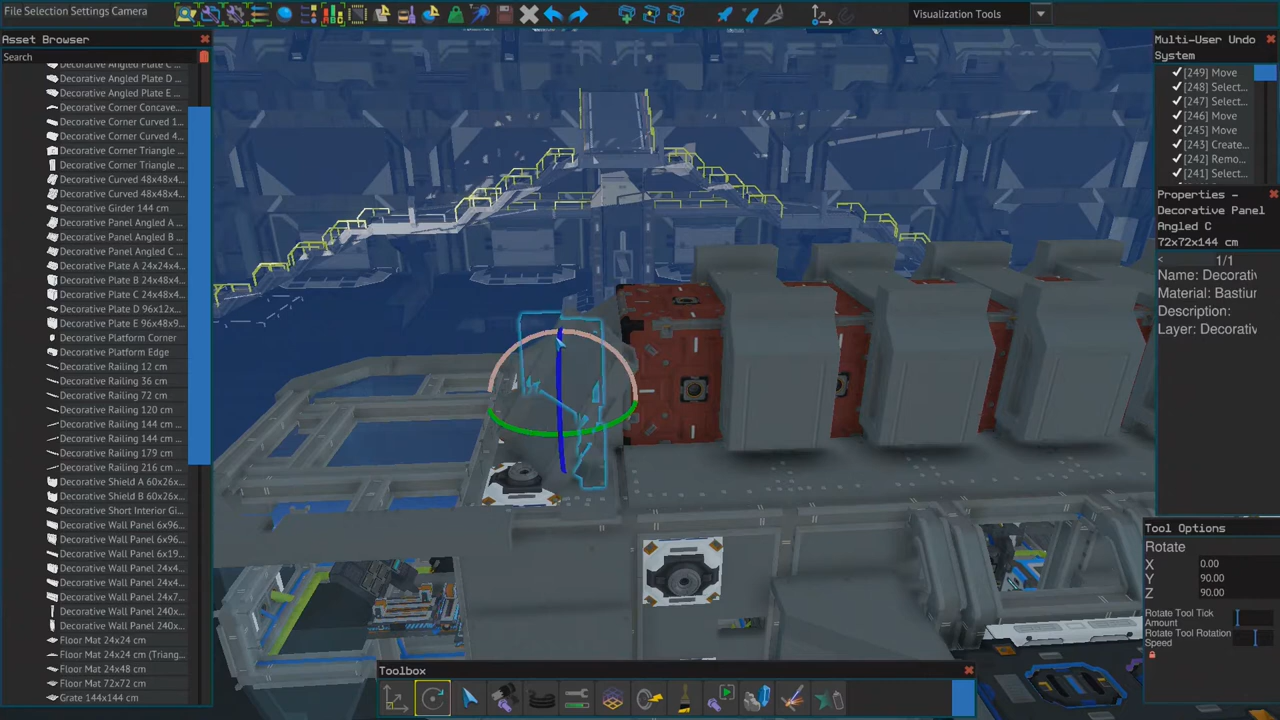 File Selection Settings Camera
Visualization Tools
Asset Browser
Search
Decorative Angled Plate C ...
Decorative Angled Plate D ...
Decorative Angled Plate E ...
Decorative Corner Concave...
Decorative Corner Curved 1...
Decorative Corner Curved 4...
Decorative Corner Triangle ...
Decorative Corner Triangle ...
Decorative Curved 48x48x4...
Decorative Curved 48x48x4...
Decorative Girder 144 cm
Decorative Panel Angled A ...
Decorative Panel Angled B ...
Decorative Panel Angled C ...
Decorative Plate A 24x24x4...
Decorative Plate B 24x48x4...
Decorative Plate C 24x48x4...
Decorative Plate D 96x12x...
Decorative Plate E 96x48x9...
Decorative Platform Corner
Decorative Platform Edge
Decorative Railing 12 cm
Decorative Railing 36 cm
Decorative Railing 72 cm
Decorative Railing 120 cm
Decorative Railing 144 cm
Decorative Railing 144 cm
Decorative Railing 179 cm
Decorative Railing 216 cm
Decorative Shield A 60x26x...
Decorative Shield B 60x26x...
Decorative Short Interior Gi...
Decorative Wall Panel 6x96...
Decorative Wall Panel 6x96...
Decorative Wall Panel 6x19...
Decorative Wall Panel 24x4...
Decorative Wall Panel 24x4...
Decorative Wall Panel 24x7...
Decorative Wall Panel 240x...
Decorative Wall Panel 240x...
Floor Mat 24x24 cm
Floor Mat 24x24 cm (Triang...
Floor Mat 24x48 cm
Floor Mat 72x72 cm
Grate 144x144 cm
Multi-User Undo
System
[249] Move
[248] Select...
[247] Select...
[246] Move
[245] Move
[243] Create...
[242] Remo...
[241] Select...
Properties -
Decorative Panel
Angled C
72x72x144 cm
< 1/1
Name: Decorativ
Material: Bastiu
Description:
Layer: Decorativ
Tool Options
Rotate
X 0.00
Y 90.00
Z 90.00
Rotate Tool Tick
Amount
Rotate Tool Rotation
Speed
Toolbox